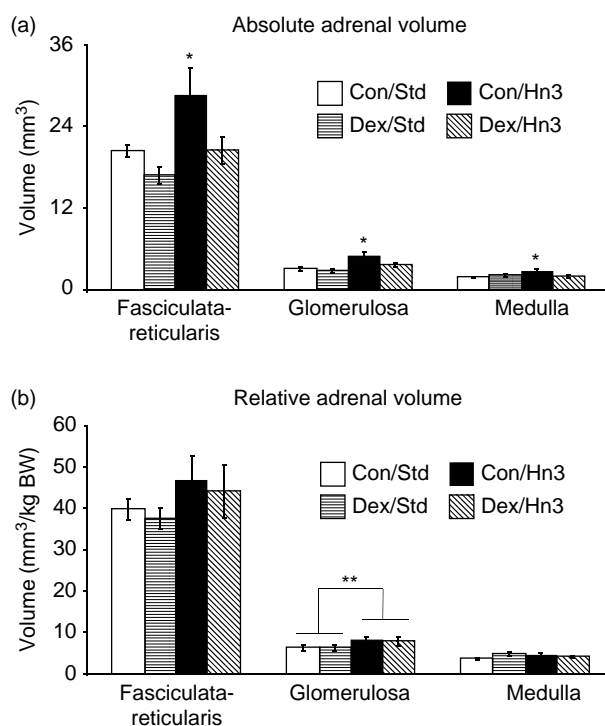 (a) Absolute adrenal volume
36
24
12
0
Volume (mm³)
Con/Std Con/Hn3
Dex/Std Dex/Hn3
*
*
*
Fasciculata- Glomerulosa Medulla
reticularis
(b) Relative adrenal volume
60
50
40
30
20
10
0
Volume (mm³/kg BW)
Con/Std Con/Hn3
Dex/Std Dex/Hn3
**
Fasciculata- Glomerulosa Medulla
reticularis